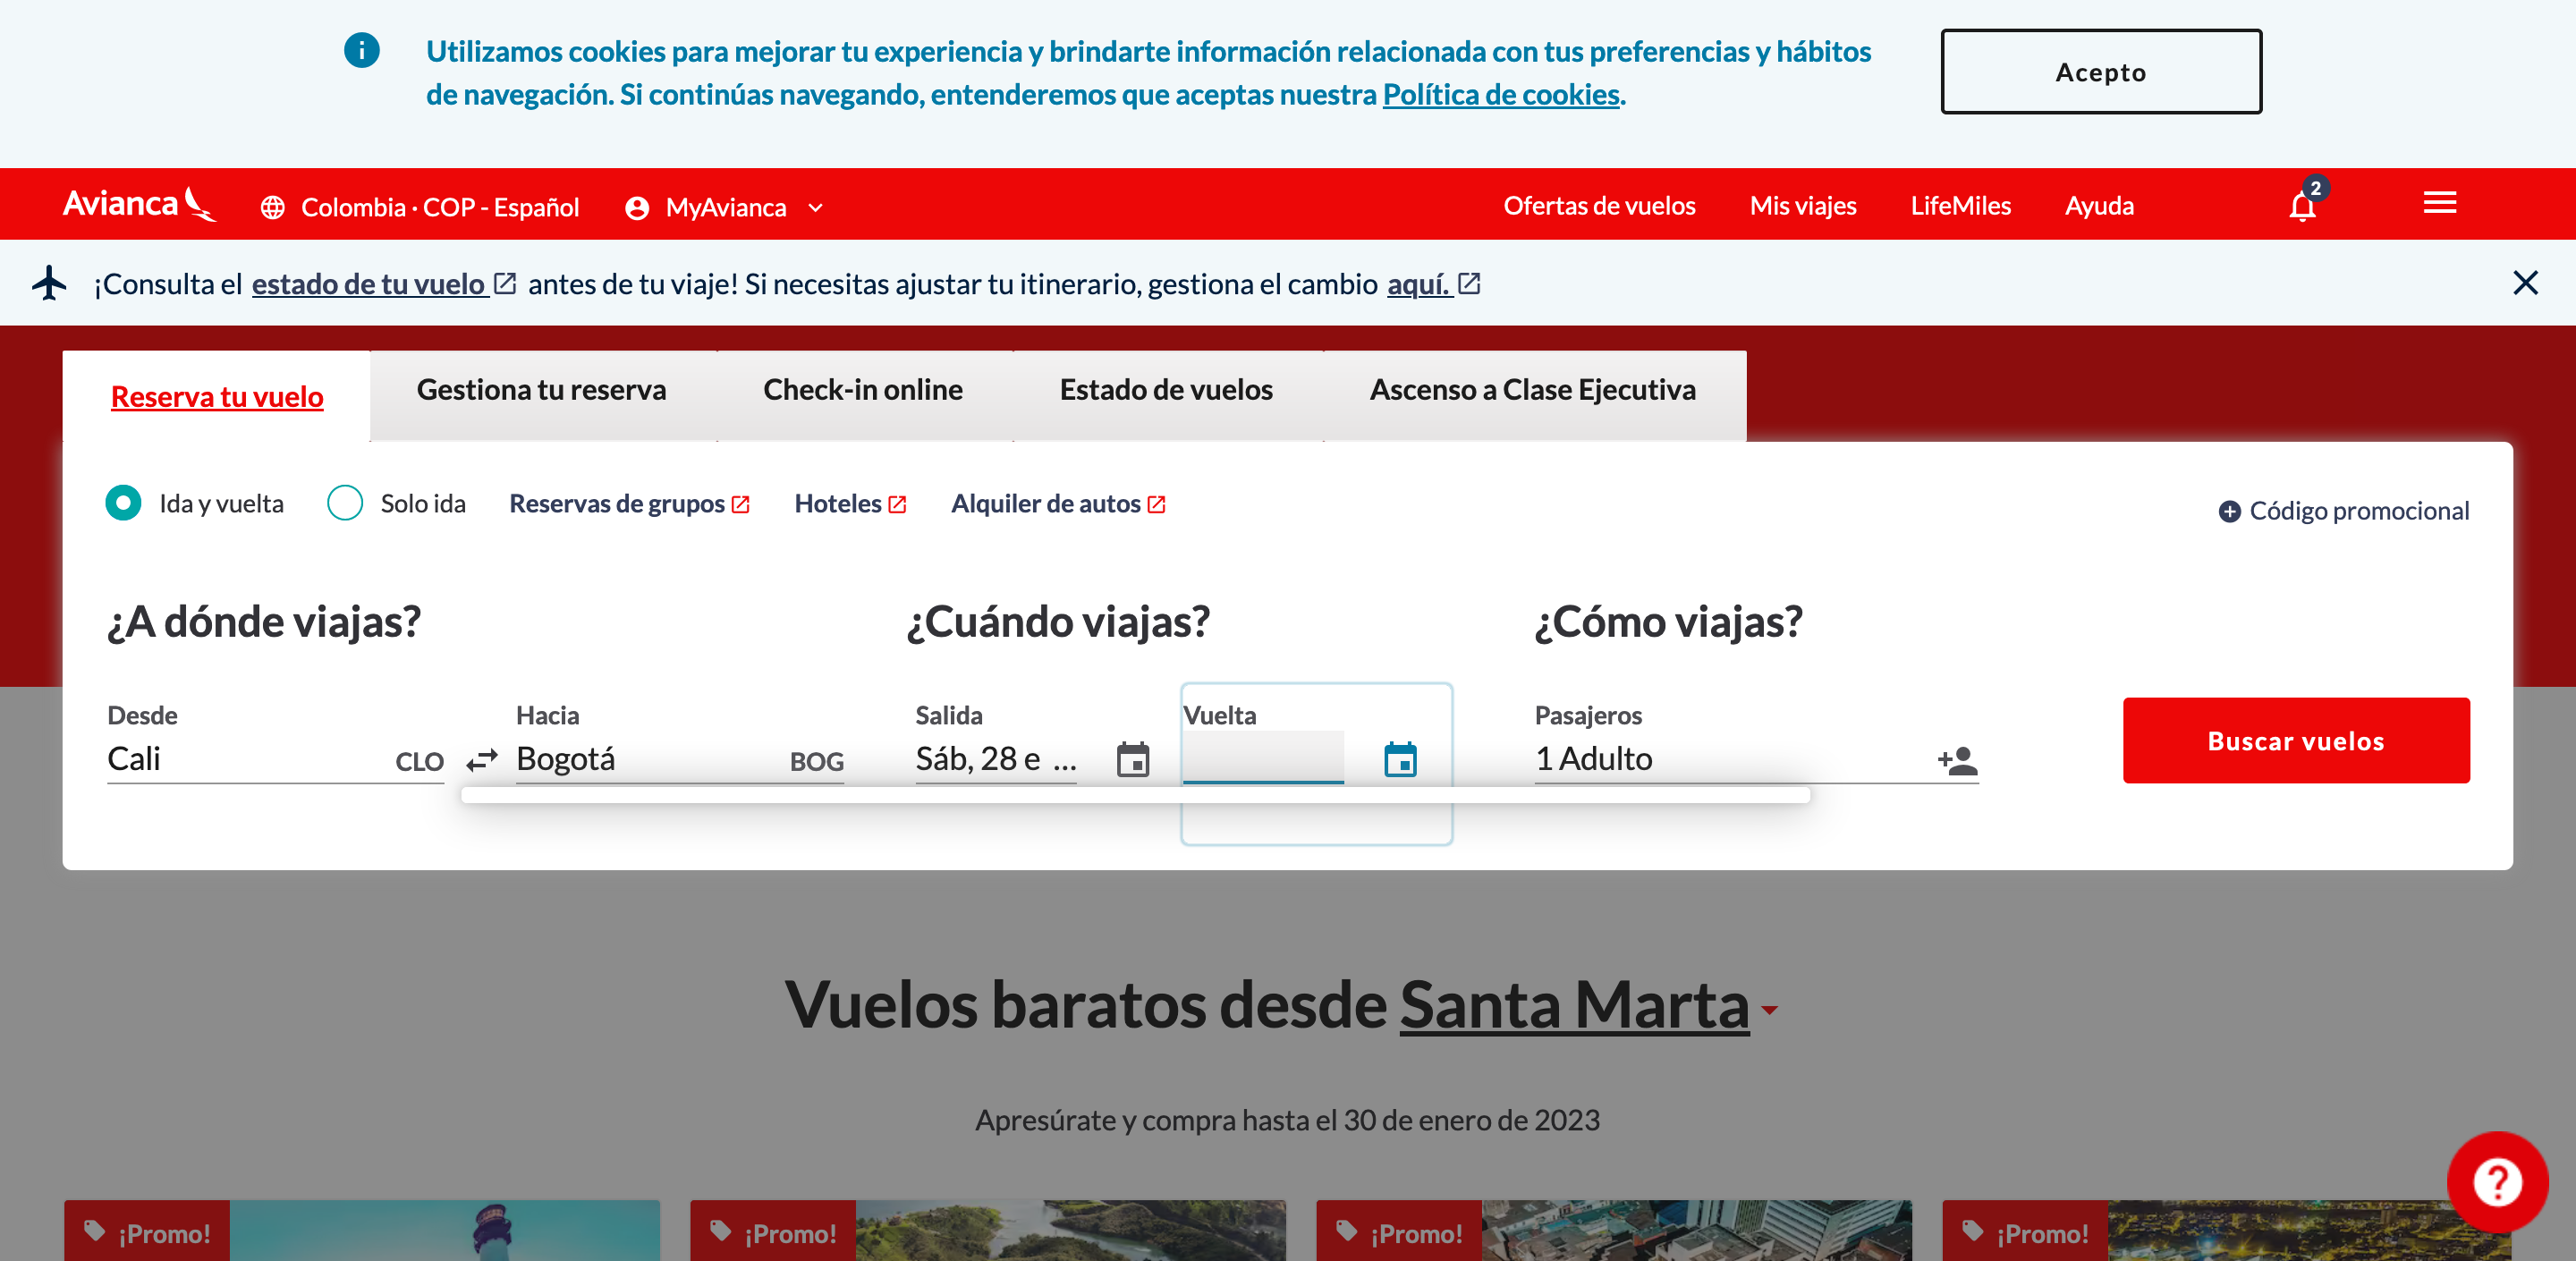 Utilizamos cookies para mejorar tu experiencia y brindarte información relacionada con tus preferencias y hábitos
de navegación. Si continúas navegando, entenderemos que aceptas nuestra Política de cookies.
Acepto
Avianca
Colombia · COP - Español
MyAvianca
Ofertas de vuelos
Mis viajes
LifeMiles
Ayuda
2
¡Consulta el estado de tu vuelo antes de tu viaje! Si necesitas ajustar tu itinerario, gestiona el cambio aquí.
Reserva tu vuelo
Gestiona tu reserva
Check-in online
Estado de vuelos
Ascenso a Clase Ejecutiva
Ida y vuelta
Solo ida
Reservas de grupos
Hoteles
Alquiler de autos
Código promocional
¿A dónde viajas?
¿Cuándo viajas?
¿Cómo viajas?
Desde
Cali
CLO
Hacia
Bogotá
BOG
Salida
Sáb, 28 e ...
Vuelta
Pasajeros
1 Adulto
Buscar vuelos
Vuelos baratos desde Santa Marta
Apresúrate y compra hasta el 30 de enero de 2023
¡Promo!
¡Promo!
¡Promo!
¡Promo!